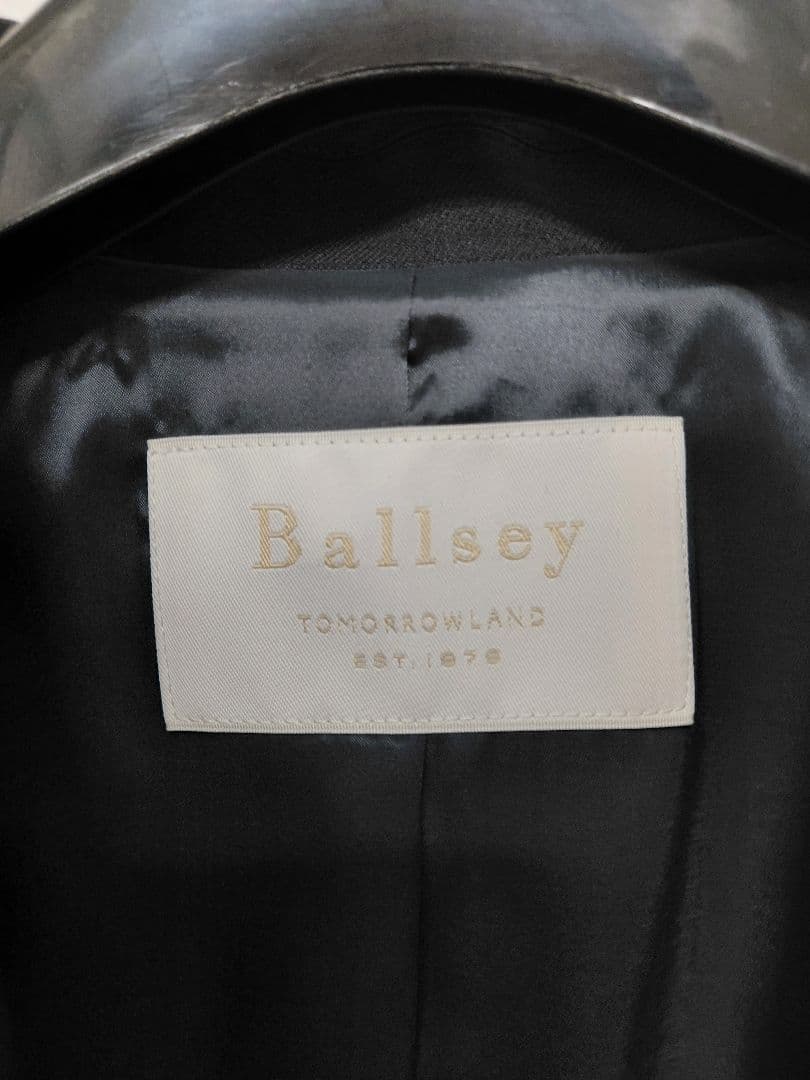 Ballsey
TOMORROWLAND
EST. 1978